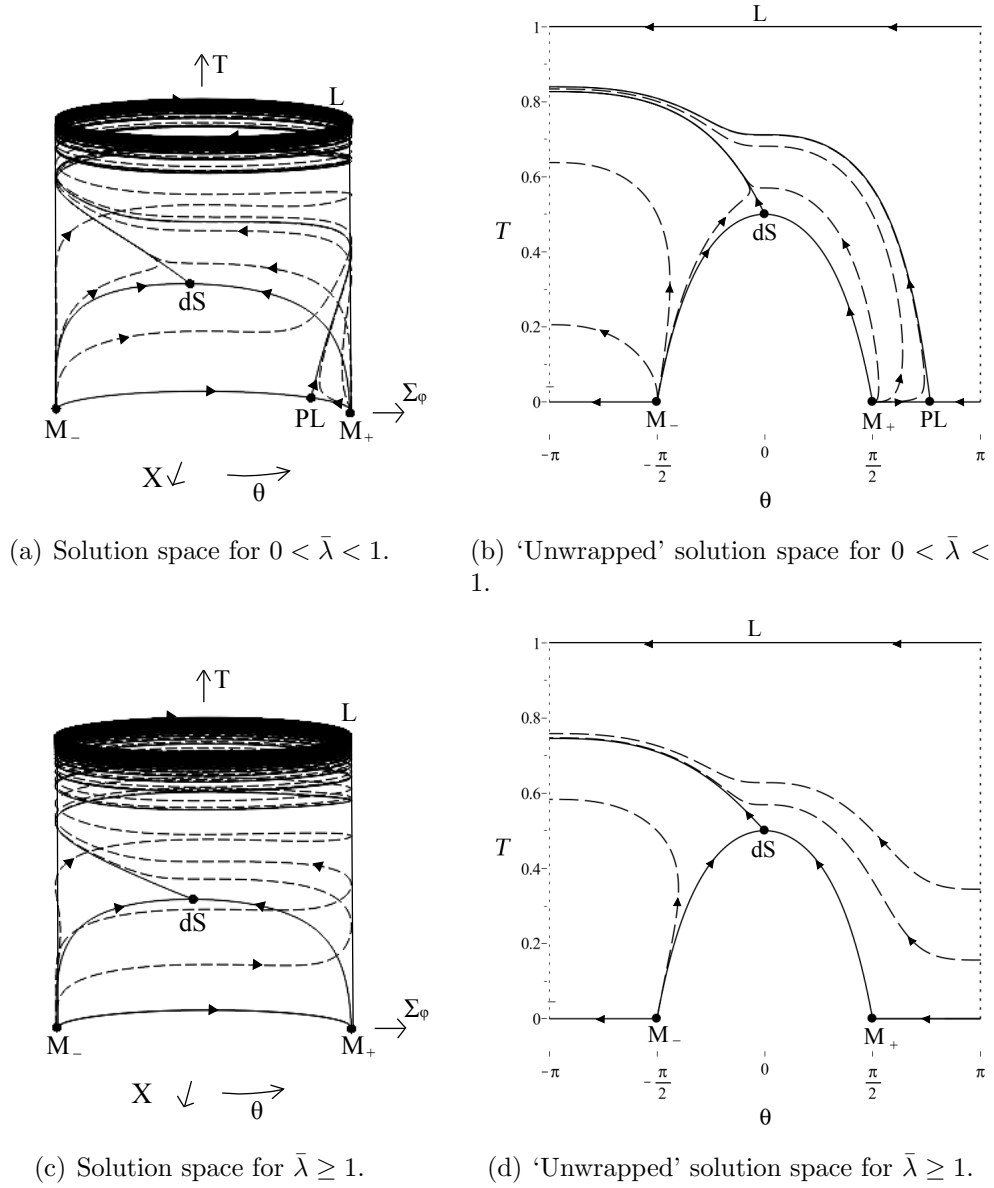 T
L
dS
PL
M₋
M₊
Σφ
X
θ
(a) Solution space for 0 < λ̄ < 1.
L
1
0.8
0.6
T
dS
0.4
0.2
0
M₋
M₊
PL
-π
-π/2
0
π/2
π
θ
(b) ‘Unwrapped’ solution space for 0 < λ̄ <
1.
T
L
dS
Σφ
M₋
M₊
X
θ
(c) Solution space for λ̄ ≥ 1.
L
1
0.8
0.6
T
dS
0.4
0.2
0
M₋
M₊
-π
-π/2
0
π/2
π
θ
(d) ‘Unwrapped’ solution space for λ̄ ≥ 1.